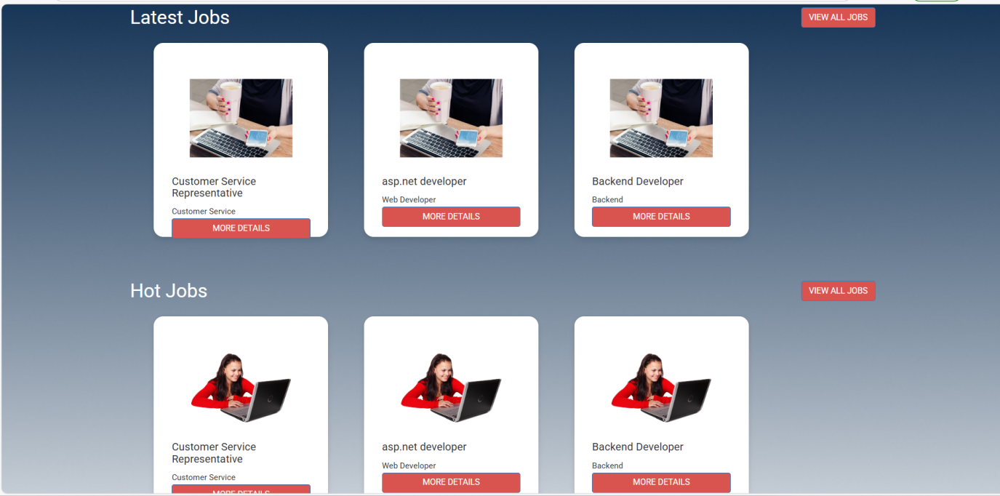 Latest Jobs
VIEW ALL JOBS
Customer Service
Representative
Customer Service
MORE DETAILS
asp.net developer
Web Developer
MORE DETAILS
Backend Developer
Backend
MORE DETAILS
Hot Jobs
VIEW ALL JOBS
Customer Service
Representative
Customer Service
MORE DETAILS
asp.net developer
Web Developer
MORE DETAILS
Backend Developer
Backend
MORE DETAILS